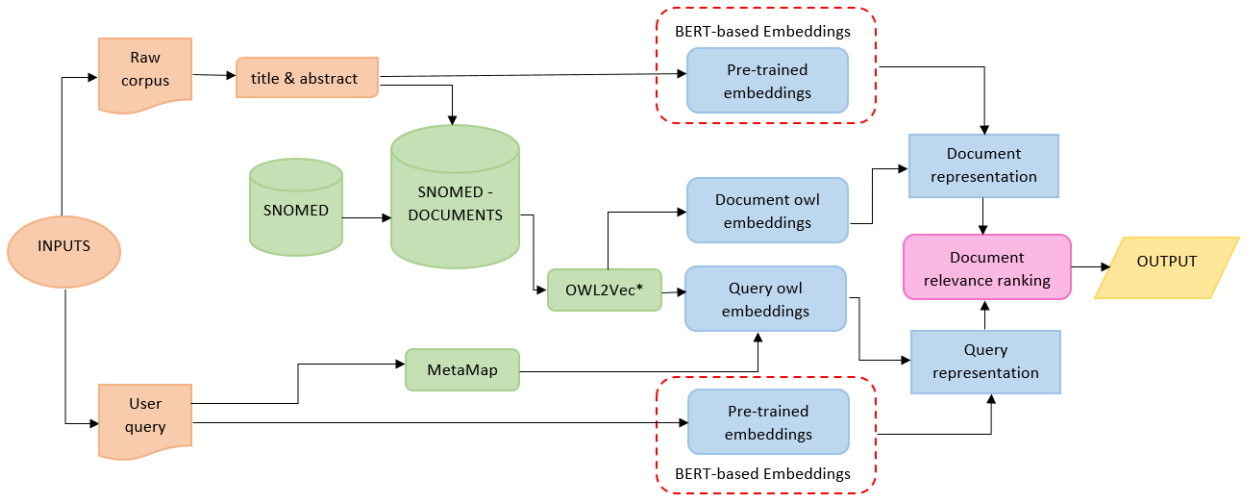 BERT-based Embeddings
Raw
corpus
title & abstract
Pre-trained
embeddings
Document
representation
SNOMED
SNOMED -
DOCUMENTS
Document owl
embeddings
INPUTS
OWL2Vec*
Query owl
embeddings
Document
relevance ranking
OUTPUT
MetaMap
Query
representation
User
query
Pre-trained
embeddings
BERT-based Embeddings